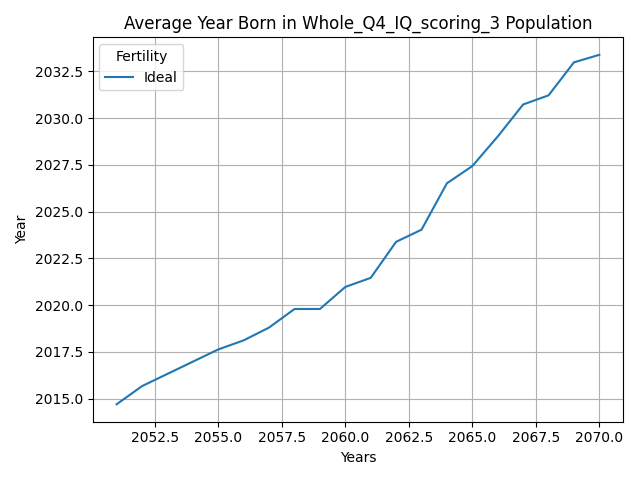 Average Year Born in Whole_Q4_IQ_scoring_3 Population
Fertility
Ideal
2032.5
2030.0
2027.5
2025.0
2022.5
2020.0
2017.5
2015.0
Year
2052.5 2055.0 2057.5 2060.0 2062.5 2065.0 2067.5 2070.0
Years